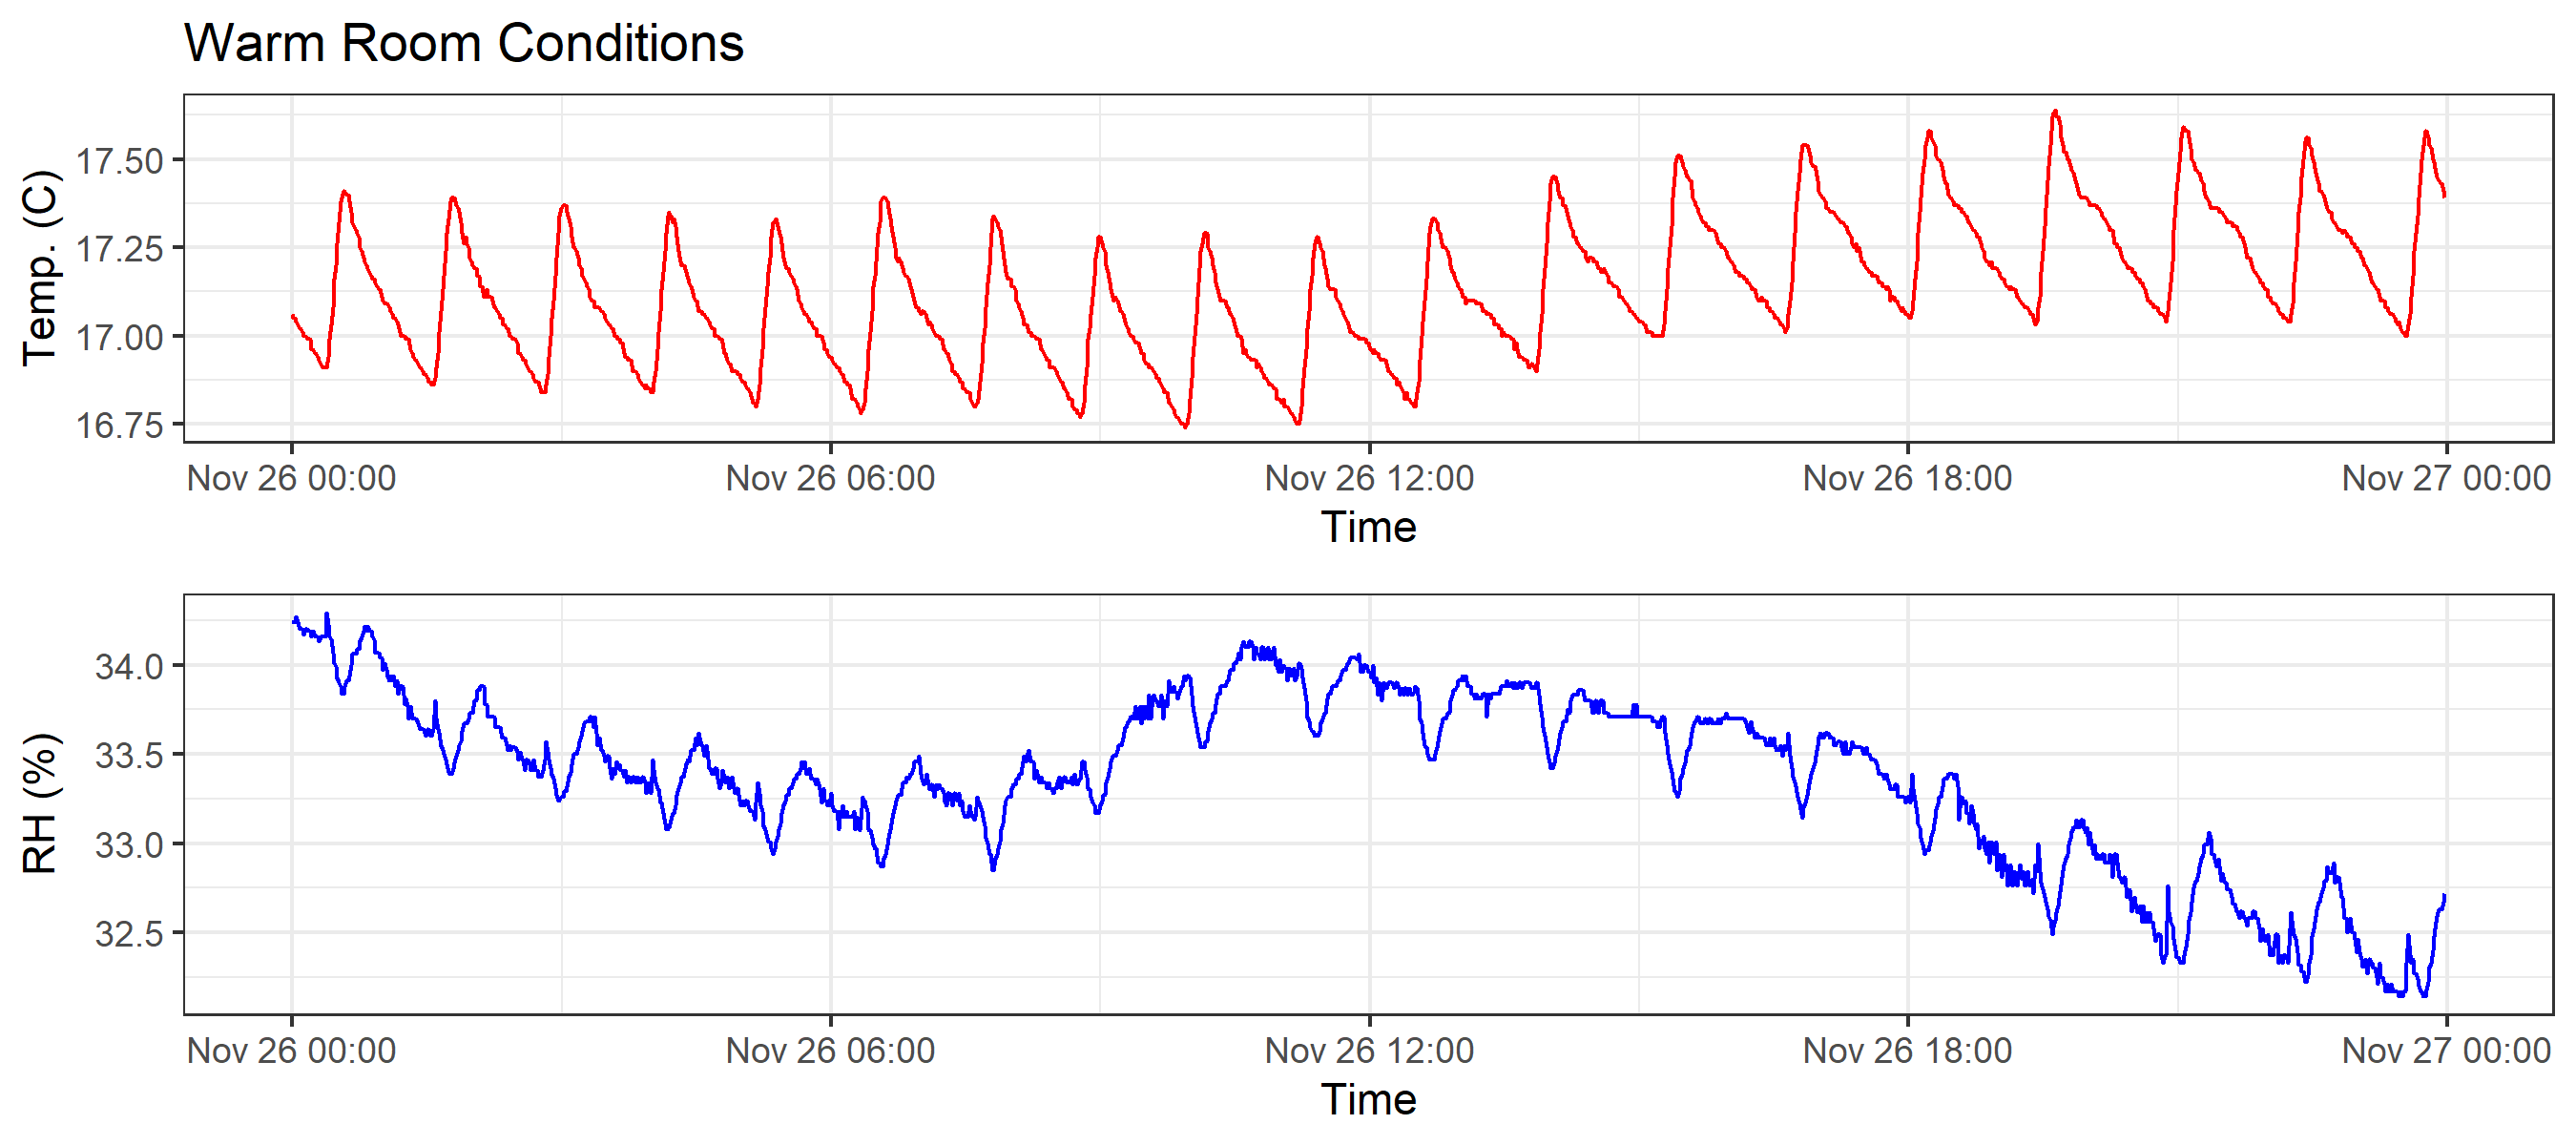 Warm Room Conditions
Temp. (C)
17.50
17.25
17.00
16.75
Nov 26 00:00 Nov 26 06:00 Nov 26 12:00 Nov 26 18:00 Nov 27 00:00
Time
RH (%)
34.0
33.5
33.0
32.5
Nov 26 00:00 Nov 26 06:00 Nov 26 12:00 Nov 26 18:00 Nov 27 00:00
Time